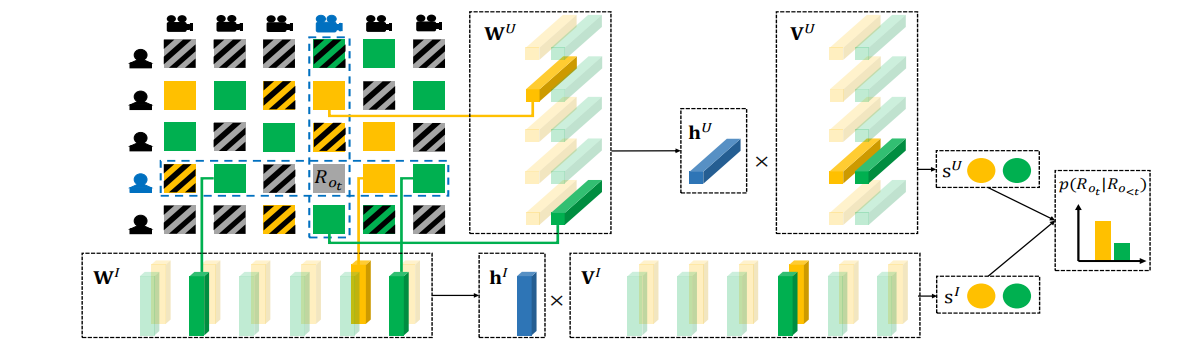 W^U
V^U
h^U
×
R_{o_t}
s^U
p(R_{o_t}|R_{o_{<t}})
W^I
h^I
×
V^I
s^I